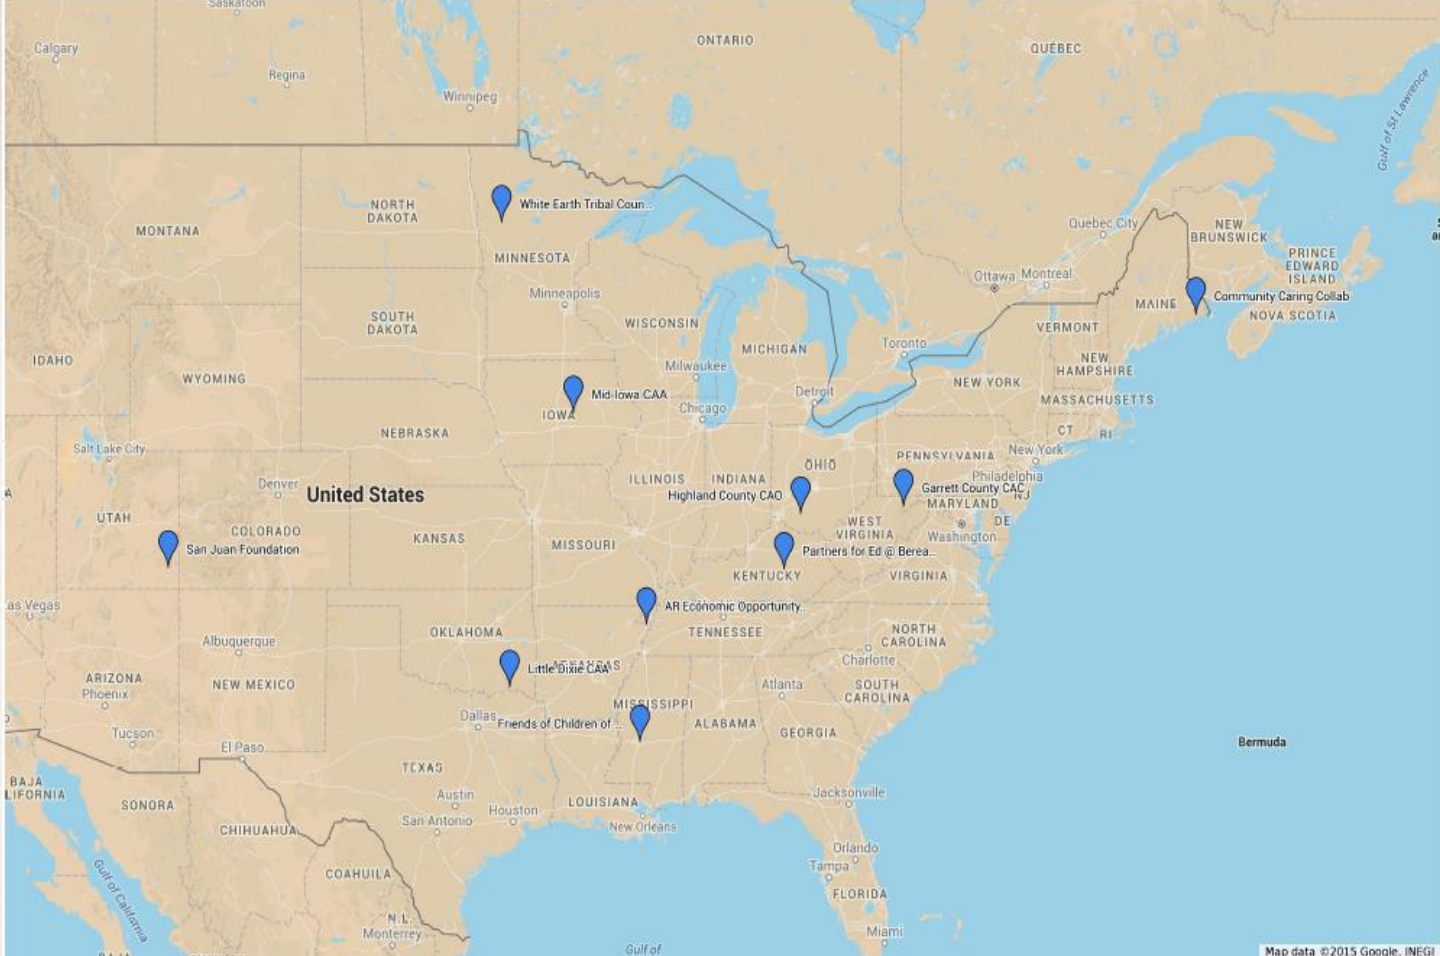 Saskatoon
Calgary
ONTARIO
QUÉBEC
Regina
Winnipeg
Gulf of St Lawrence
NORTH
DAKOTA
White Earth Tribal Coun...
MONTANA
MINNESOTA
Quebec City
NEW
BRUNSWICK
PRINCE
EDWARD
ISLAND
Ottawa
Montreal
Minneapolis
MAINE
Community Caring Collab
NOVA SCOTIA
SOUTH
DAKOTA
WISCONSIN
VERMONT
Toronto
MICHIGAN
IDAHO
WYOMING
Milwaukee
NEW
HAMPSHIRE
Mid-Iowa CAA
IOWA
Detroit
NEW YORK
MASSACHUSETTS
Chicago
CT
RI
NEBRASKA
Salt Lake City
New York
PENNSYLVANIA
OHIO
ILLINOIS
INDIANA
Philadelphia
Denver
United States
Highland County CAO
Garrett County CAC
NJ
MARYLAND
UTAH
COLORADO
WEST
VIRGINIA
DE
Washington
KANSAS
MISSOURI
San Juan Foundation
Partners for Ed @ Berea...
KENTUCKY
VIRGINIA
as Vegas
AR Economic Opportunity...
OKLAHOMA
TENNESSEE
NORTH
CAROLINA
Albuquerque
Charlotte
Little Dixie CAA
ARKANSAS
ARIZONA
Phoenix
NEW MEXICO
Atlanta
SOUTH
CAROLINA
MISSISSIPPI
Dallas
Friends of Children of ...
ALABAMA
GEORGIA
Tucson
El Paso
Bermuda
TEXAS
BAJA
LIFORNIA
SONORA
Austin
Houston
LOUISIANA
Jacksonville
San Antonio
New Orleans
CHIHUAHUA
Orlando
Tampa
COAHUILA
FLORIDA
Gulf of California
N.L.
Monterrey
Miami
Gulf of
Map data ©2015 Google, INEGI